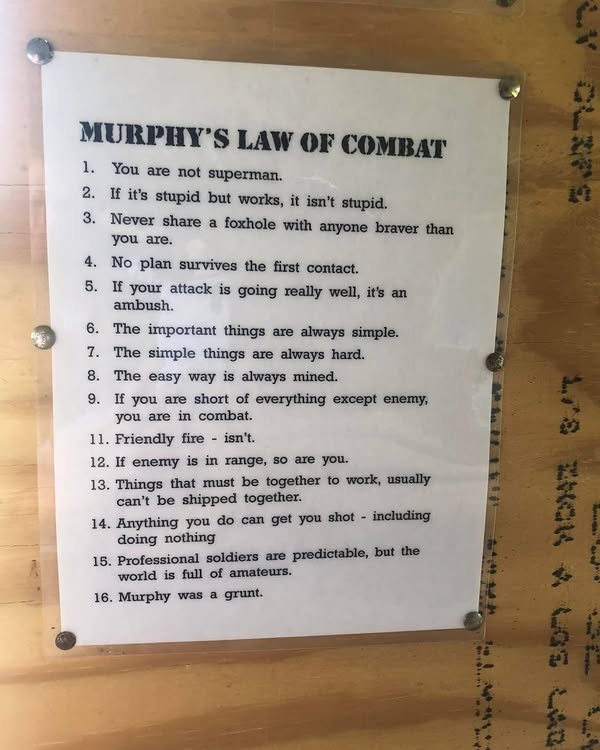 MURPHY'S LAW OF COMBAT
1. You are not superman.
2. If it's stupid but works, it isn't stupid.
3. Never share a foxhole with anyone braver than
you are.
4. No plan survives the first contact.
5. If your attack is going really well, it's an
ambush.
6. The important things are always simple.
7. The simple things are always hard.
8. The easy way is always mined.
9. If you are short of everything except enemy,
you are in combat.
11. Friendly fire - isn't.
12. If enemy is in range, so are you.
13. Things that must be together to work, usually
can't be shipped together.
14. Anything you do can get you shot - including
doing nothing
15. Professional soldiers are predictable, but the
world is full of amateurs.
16. Murphy was a grunt.